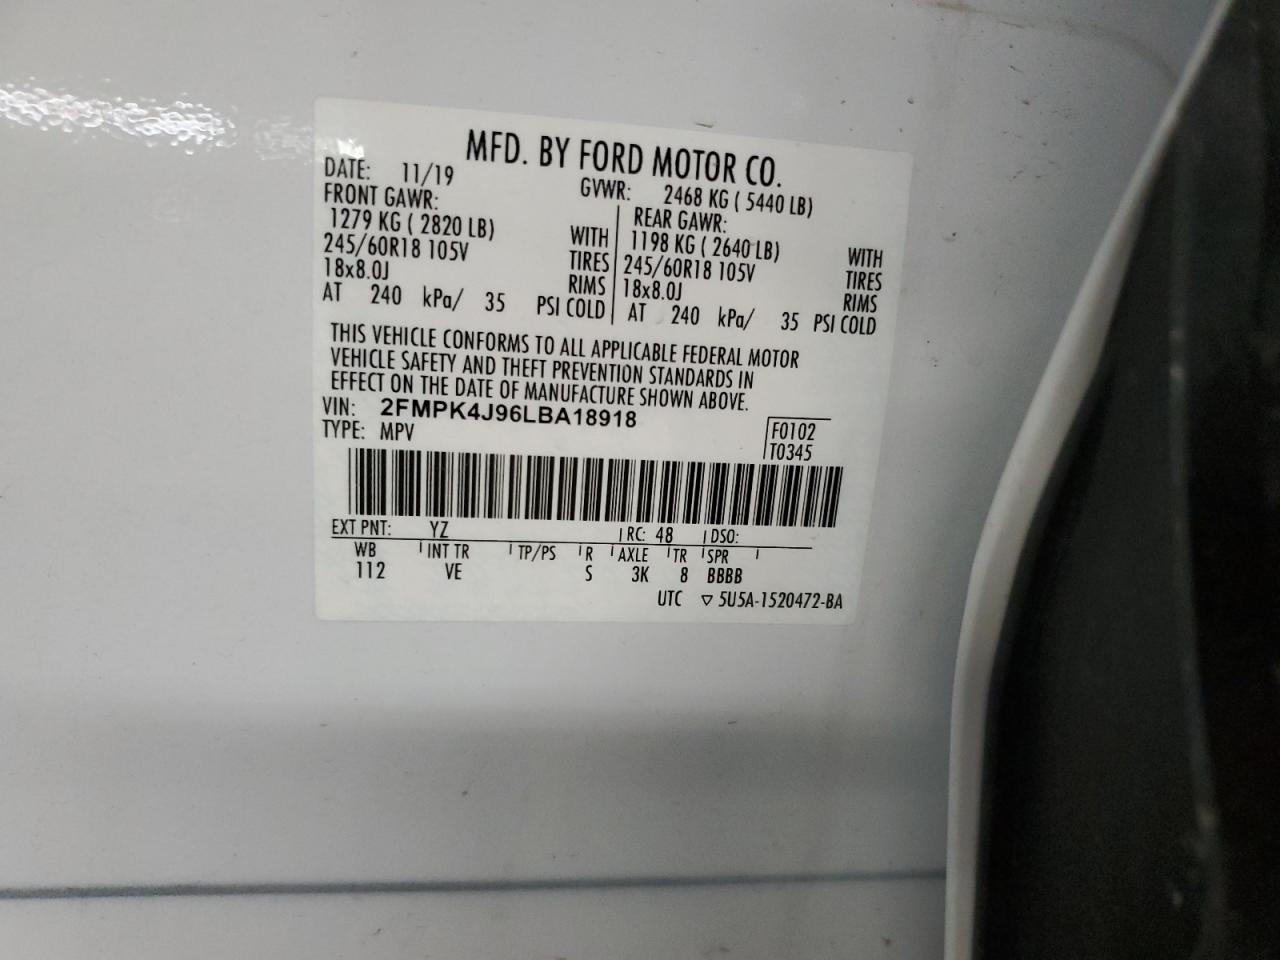 MFD. BY FORD MOTOR CO.
DATE: 11/19 GVWR: 2468 KG ( 5440 LB)
FRONT GAWR: REAR GAWR:
1279 KG ( 2820 LB) WITH 1198 KG ( 2640 LB) WITH
245/60R18 105V TIRES 245/60R18 105V TIRES
18x8.0J RIMS 18x8.0J RIMS
AT 240 kPa/ 35 PSI COLD AT 240 kPa/ 35 PSI COLD
THIS VEHICLE CONFORMS TO ALL APPLICABLE FEDERAL MOTOR
VEHICLE SAFETY AND THEFT PREVENTION STANDARDS IN
EFFECT ON THE DATE OF MANUFACTURE SHOWN ABOVE.
VIN: 2FMPK4J96LBA18918
TYPE: MPV F0102
T0345
EXT PNT: YZ RC: 48 DSO:
WB INT TR TP/PS R AXLE TR SPR
112 VE S 3K 8 BBBB
UTC ▽ 5U5A-1520472-BA